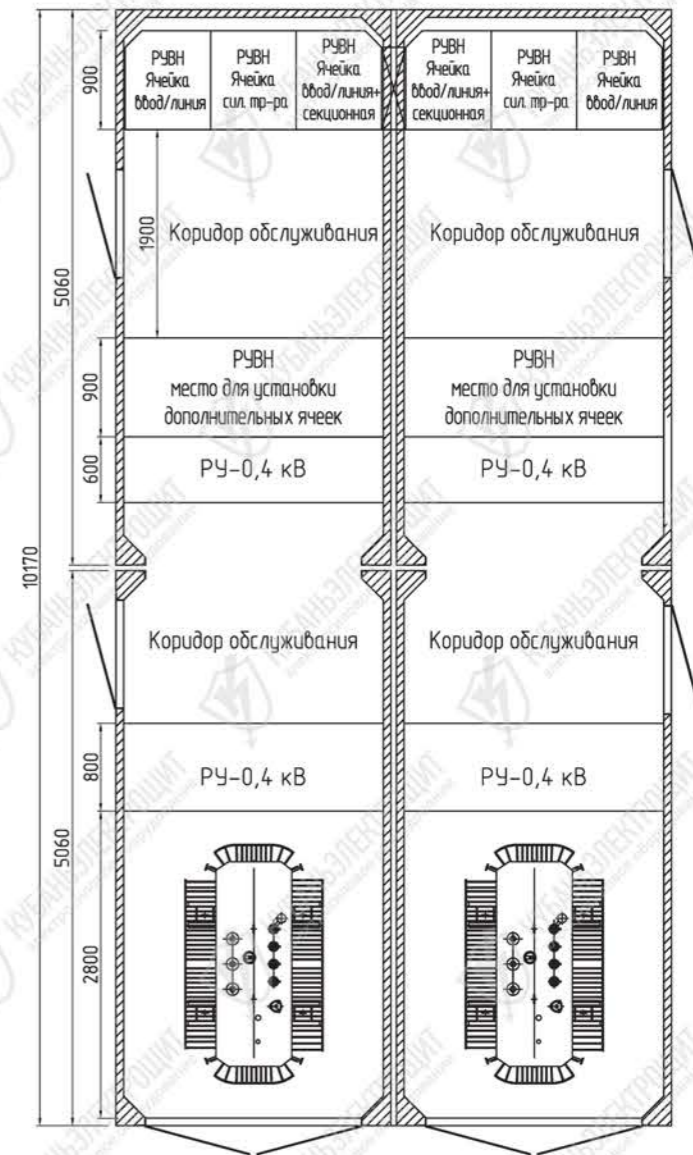 РУВН
Ячейка
ввод/линия
РУВН
Ячейка
сил. тр-ра
РУВН
Ячейка
ввод/линия+
секционная
РУВН
Ячейка
ввод/линия+
секционная
РУВН
Ячейка
сил. тр-ра
РУВН
Ячейка
ввод/линия
900
1900
Коридор обслуживания
Коридор обслуживания
5060
900
РУВН
место для установки
дополнительных ячеек
РУВН
место для установки
дополнительных ячеек
600
РУ-0,4 кВ
РУ-0,4 кВ
10170
Коридор обслуживания
Коридор обслуживания
800
РУ-0,4 кВ
РУ-0,4 кВ
5060
2800
КУБАНЬЭЛЕКТРОЩИТ